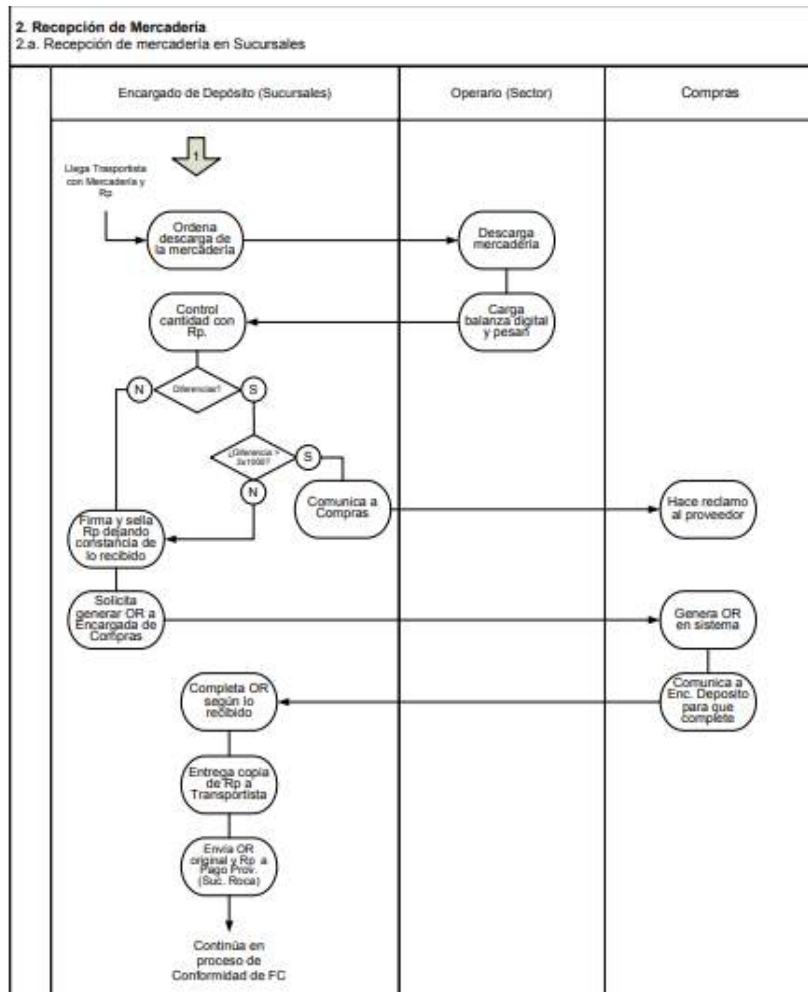 2. Recepción de Mercadería
2.a. Recepción de mercadería en Sucursales
Encargado de Depósito (Sucursales)
Operario (Sector)
Compras
1
Llega Trasportista
con Mercadería y
Rp
Ordena
descarga de
la mercadería
Descarga
mercadería
Control
cantidad con
Rp.
Carga
balanza digital
y pesan
N
Diferencias?
S
¿Diferencia >
3x1000?
S
N
Comunica a
Compras
Hace reclamo
al proveedor
Firma y sella
Rp dejando
constancia de
lo recibido
Solicita
generar OR a
Encargada de
Compras
Genera OR
en sistema
Completa OR
según lo
recibido
Comunica a
Enc. Deposito
para que
complete
Entrega copia
de Rp a
Transportista
Envía OR
original y Rp a
Pago Prov.
(Suc. Roca)
Continúa en
proceso de
Conformidad de FC